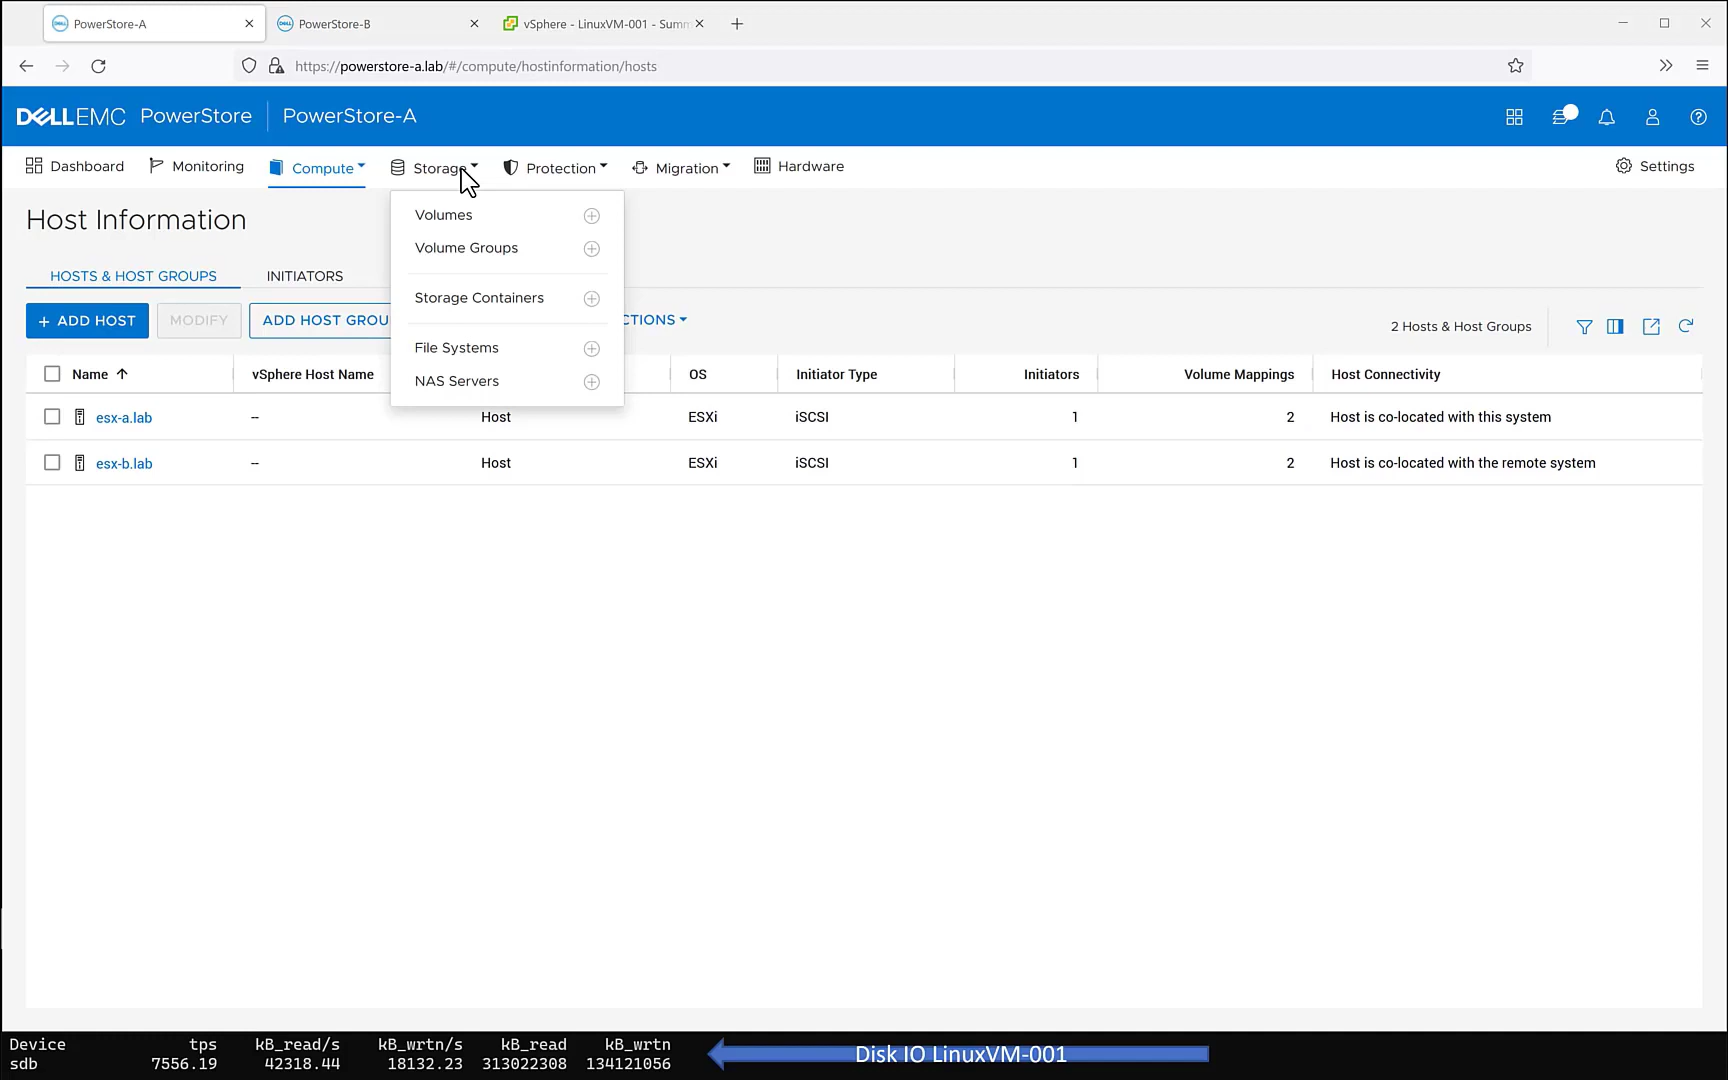 PowerStore-A
PowerStore-B
vSphere - LinuxVM-001 - Summ
https://powerstore-a.lab/#/compute/hostinformation/hosts
DELLEMC PowerStore PowerStore-A
Dashboard Monitoring Compute Storage Protection Migration Hardware Settings
Host Information
Volumes
Volume Groups
Storage Containers
File Systems
NAS Servers
HOSTS & HOST GROUPS INITIATORS
+ ADD HOST MODIFY ADD HOST GROU CTIONS 2 Hosts & Host Groups
Name vSphere Host Name OS Initiator Type Initiators Volume Mappings Host Connectivity
esx-a.lab -- Host ESXi iSCSI 1 2 Host is co-located with this system
esx-b.lab -- Host ESXi iSCSI 1 2 Host is co-located with the remote system
Device tps kB_read/s kB_wrtn/s kB_read kB_wrtn
sdb 7556.19 42318.44 18132.23 313022308 134121056
Disk IO LinuxVM-001